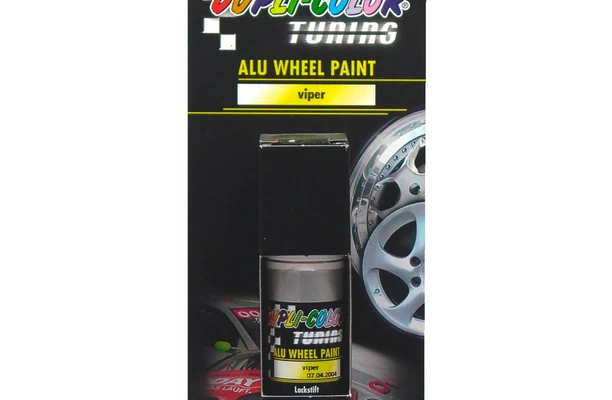 DUPLI-COLOR®
TUNING
ALU WHEEL PAINT
viper
DUPLI-COLOR
TUNING
ALU WHEEL PAINT
viper
07.04.2004
Lackstift